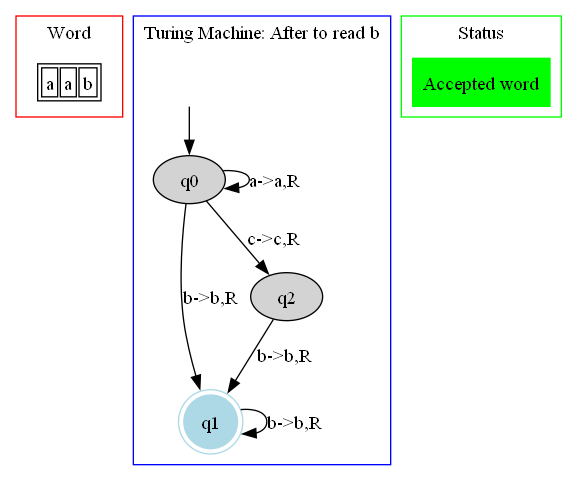 Word
a a b
Turing Machine: After to read b
q0
a->a,R
c->c,R
b->b,R
q2
b->b,R
q1
b->b,R
Status
Accepted word